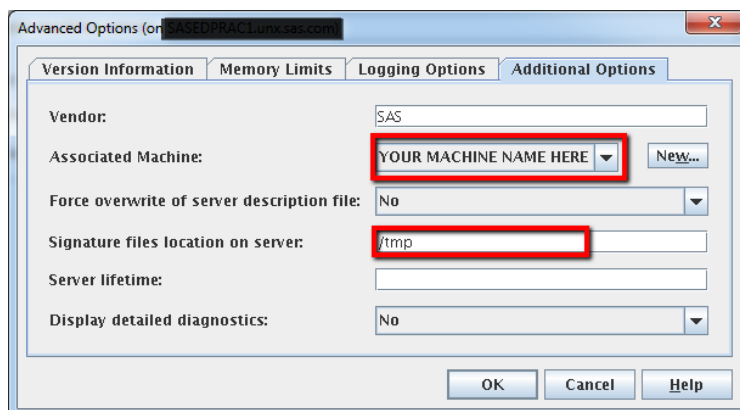 Advanced Options (on SASEDPRAC1.unx.sas.com)
Version Information Memory Limits Logging Options Additional Options
Vendor: SAS
Associated Machine: YOUR MACHINE NAME HERE New...
Force overwrite of server description file: No
Signature files location on server: /tmp
Server lifetime:
Display detailed diagnostics: No
OK Cancel Help